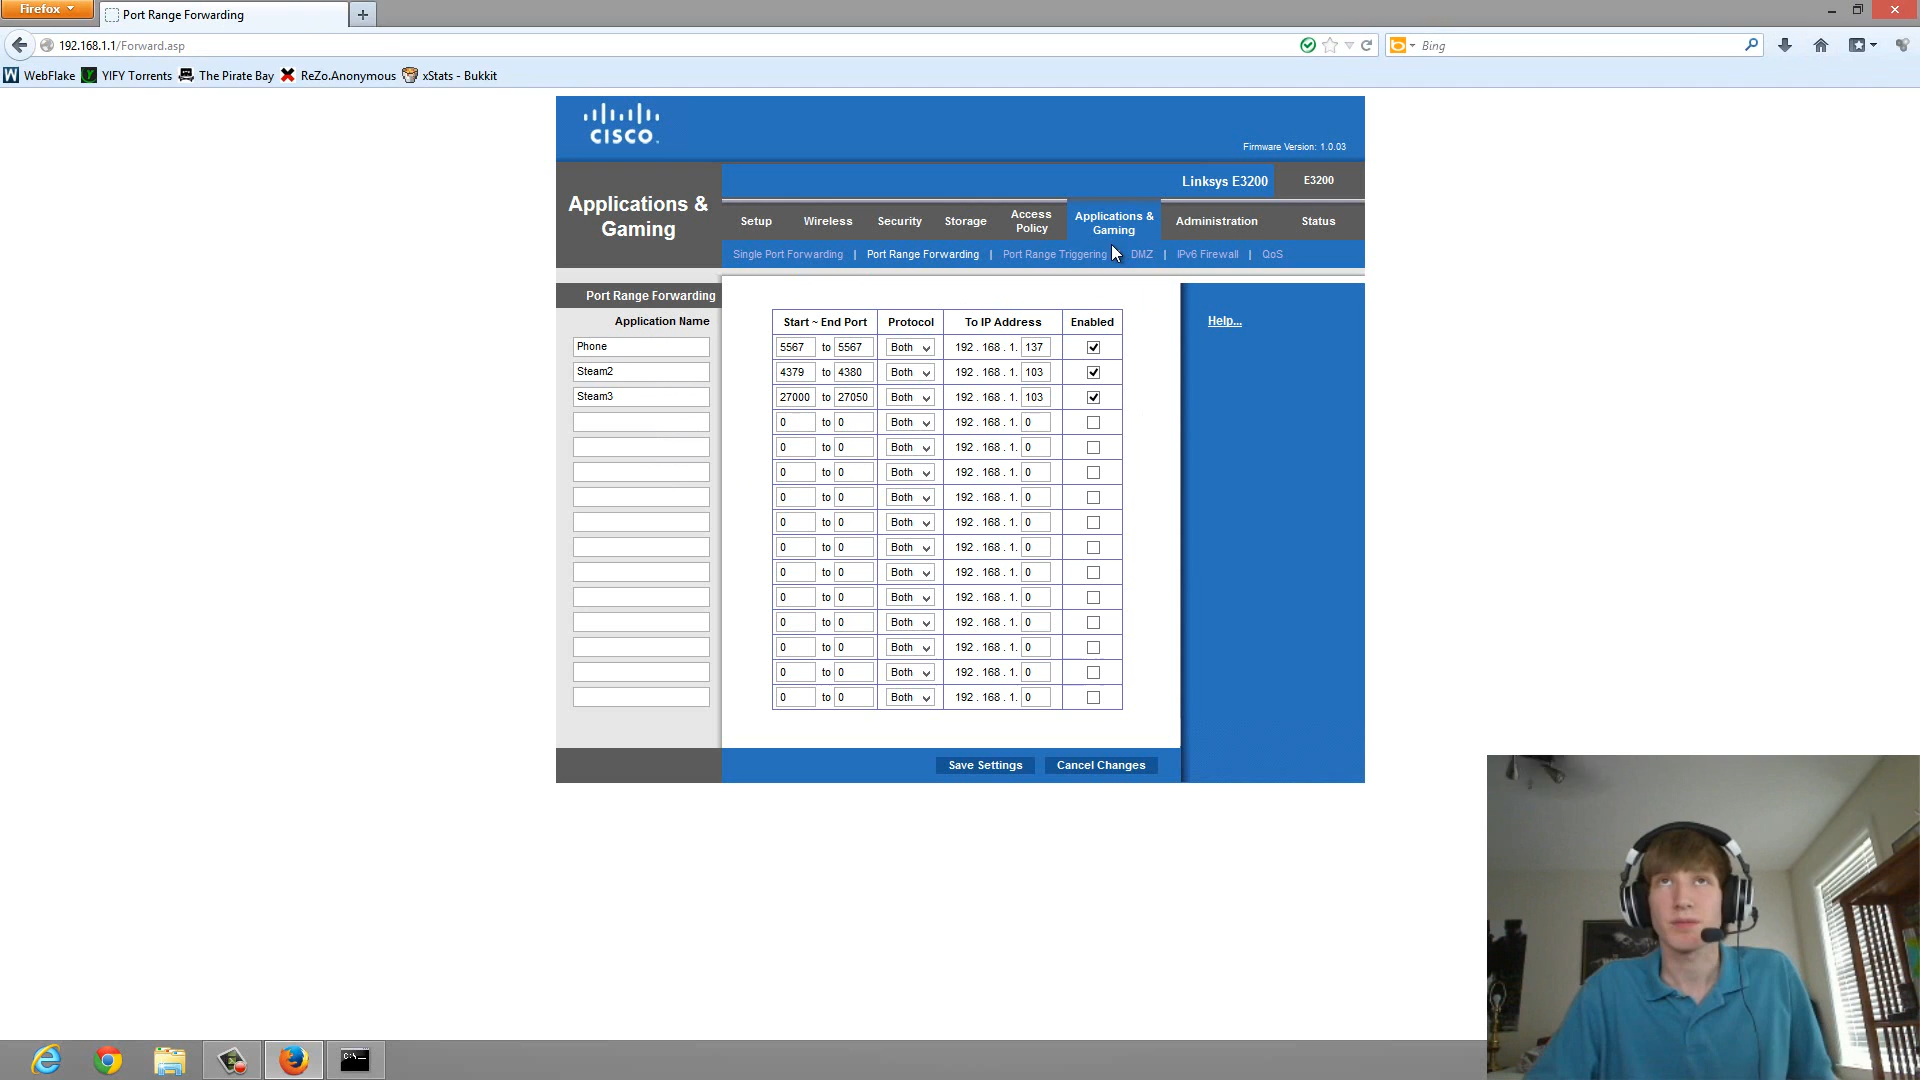 Firefox
Port Range Forwarding
192.168.1.1/Forward.asp
Bing
WebFlake
YIFY Torrents
The Pirate Bay
ReZo.Anonymous
xStats - Bukkit
CISCO.
Firmware Version: 1.0.03
Linksys E3200
E3200
Applications & Gaming
Setup
Wireless
Security
Storage
Access Policy
Applications & Gaming
Administration
Status
Single Port Forwarding | Port Range Forwarding | Port Range Triggering DMZ | IPv6 Firewall | QoS
Port Range Forwarding
Application Name
Start ~ End Port Protocol To IP Address Enabled
Help...
Phone 5567 to 5567 Both 192 . 168 . 1. 137
Steam2 4379 to 4380 Both 192 . 168 . 1. 103
Steam3 27000 to 27050 Both 192 . 168 . 1. 103
0 to 0 Both 192 . 168 . 1. 0
0 to 0 Both 192 . 168 . 1. 0
0 to 0 Both 192 . 168 . 1. 0
0 to 0 Both 192 . 168 . 1. 0
0 to 0 Both 192 . 168 . 1. 0
0 to 0 Both 192 . 168 . 1. 0
0 to 0 Both 192 . 168 . 1. 0
0 to 0 Both 192 . 168 . 1. 0
0 to 0 Both 192 . 168 . 1. 0
0 to 0 Both 192 . 168 . 1. 0
0 to 0 Both 192 . 168 . 1. 0
0 to 0 Both 192 . 168 . 1. 0
Save Settings
Cancel Changes